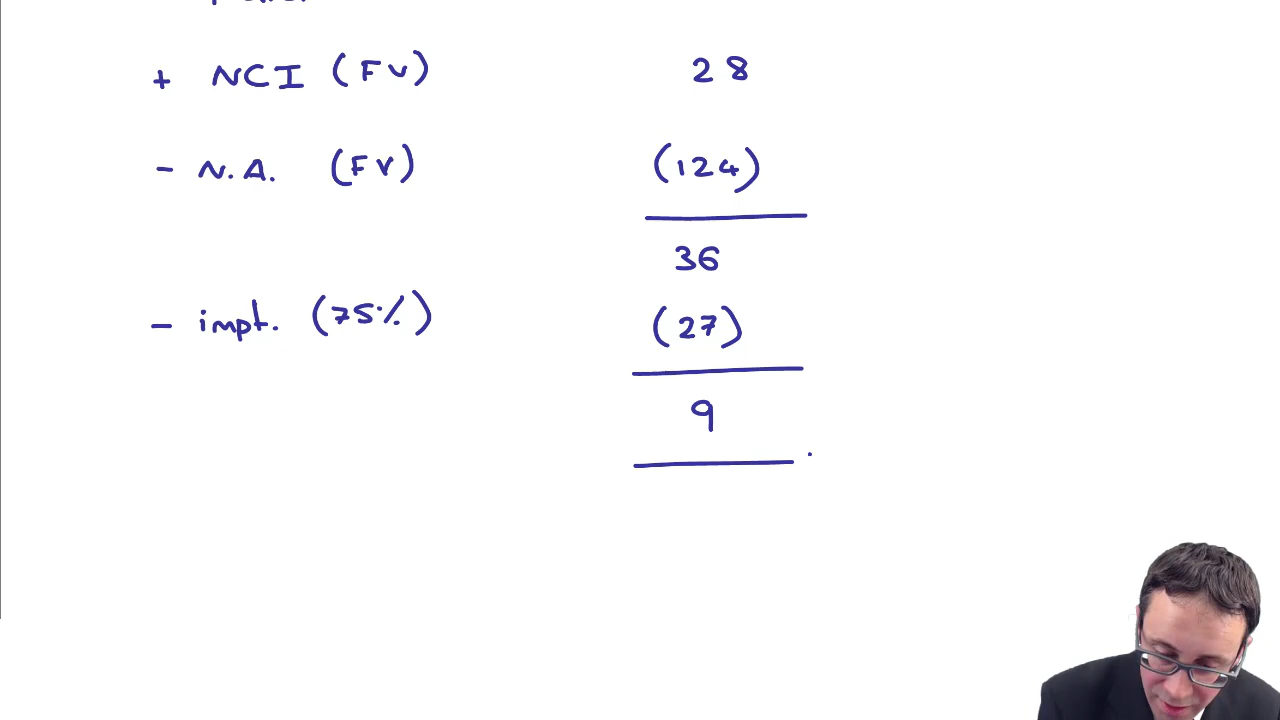 + NCI (FV) 28
- N.A. (FV) (124)
36
- impt. (75%) (27)
9